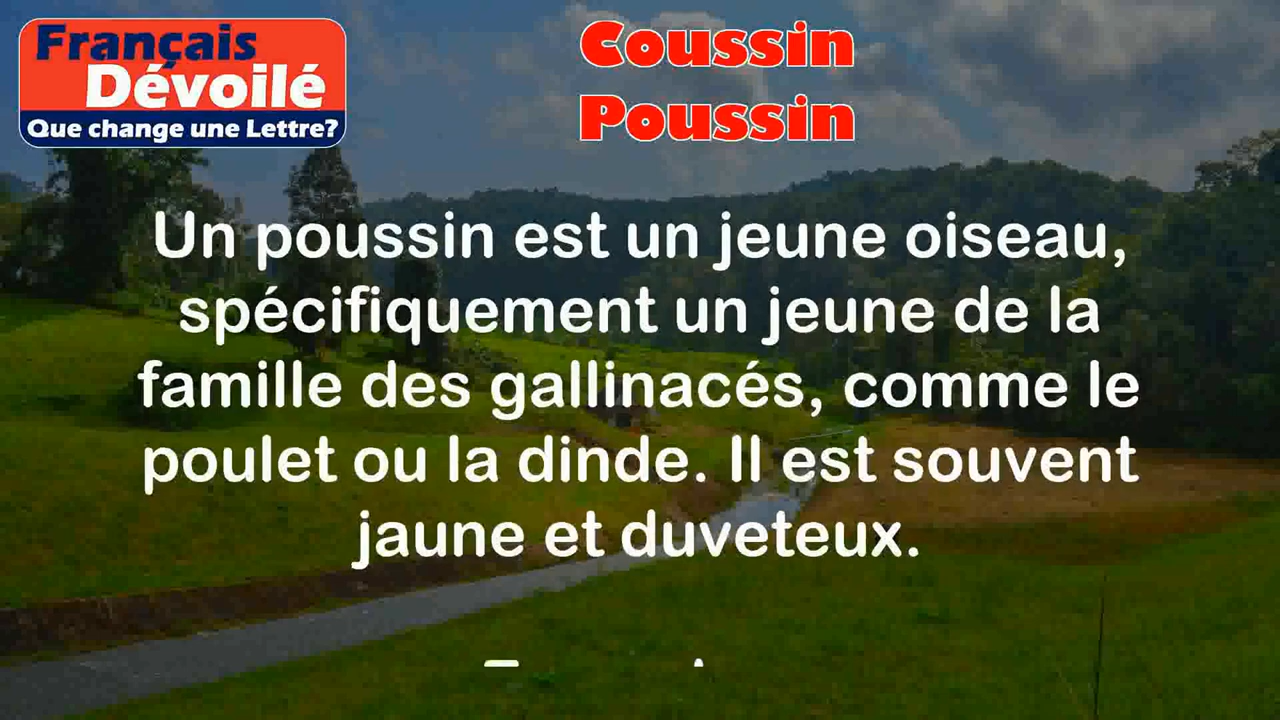 Français
Dévoilé
Que change une Lettre?
Coussin
Poussin
Un poussin est un jeune oiseau,
spécifiquement un jeune de la
famille des gallinacés, comme le
poulet ou la dinde. Il est souvent
jaune et duveteux.